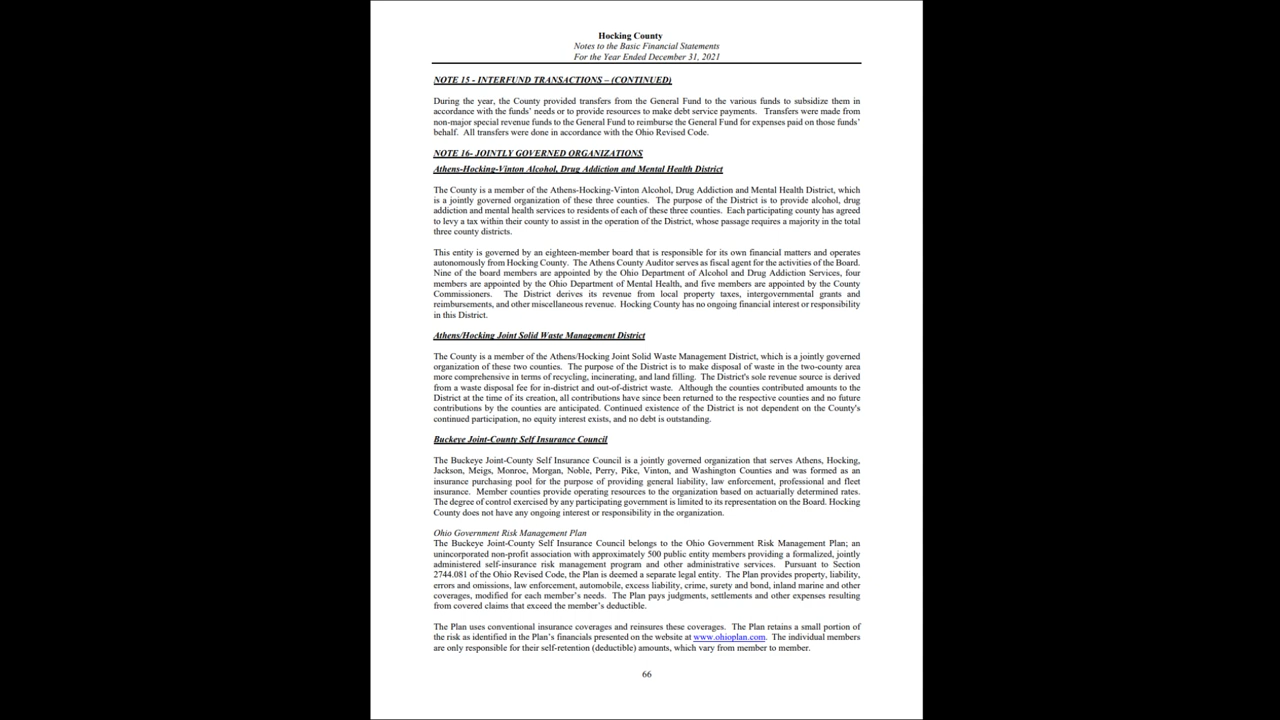 Hocking County
Notes to the Basic Financial Statements
For the Year Ended December 31, 2021
NOTE 15 - INTERFUND TRANSACTIONS – (CONTINUED)
During the year, the County provided transfers from the General Fund to the various funds to subsidize them in
accordance with the funds' needs or to provide resources to make debt service payments. Transfers were made from
non-major special revenue funds to the General Fund to reimburse the General Fund for expenses paid on those funds'
behalf. All transfers were done in accordance with the Ohio Revised Code.
NOTE 16- JOINTLY GOVERNED ORGANIZATIONS
Athens-Hocking-Vinton Alcohol, Drug Addiction and Mental Health District
The County is a member of the Athens-Hocking-Vinton Alcohol, Drug Addiction and Mental Health District, which
is a jointly governed organization of these three counties. The purpose of the District is to provide alcohol, drug
addiction and mental health services to residents of each of these three counties. Each participating county has agreed
to levy a tax within their county to assist in the operation of the District, whose passage requires a majority in the total
three county districts.
This entity is governed by an eighteen-member board that is responsible for its own financial matters and operates
autonomously from Hocking County. The Athens County Auditor serves as fiscal agent for the activities of the Board.
Nine of the board members are appointed by the Ohio Department of Alcohol and Drug Addiction Services, four
members are appointed by the Ohio Department of Mental Health, and five members are appointed by the County
Commissioners. The District derives its revenue from local property taxes, intergovernmental grants and
reimbursements, and other miscellaneous revenue. Hocking County has no ongoing financial interest or responsibility
in this District.
Athens/Hocking Joint Solid Waste Management District
The County is a member of the Athens/Hocking Joint Solid Waste Management District, which is a jointly governed
organization of these two counties. The purpose of the District is to make disposal of waste in the two-county area
more comprehensive in terms of recycling, incinerating, and land filling. The District's sole revenue source is derived
from a waste disposal fee for in-district and out-of-district waste. Although the counties contributed amounts to the
District at the time of its creation, all contributions have since been returned to the respective counties and no future
contributions by the counties are anticipated. Continued existence of the District is not dependent on the County's
continued participation, no equity interest exists, and no debt is outstanding.
Buckeye Joint-County Self Insurance Council
The Buckeye Joint-County Self Insurance Council is a jointly governed organization that serves Athens, Hocking,
Jackson, Meigs, Monroe, Morgan, Noble, Perry, Pike, Vinton, and Washington Counties and was formed as an
insurance purchasing pool for the purpose of providing general liability, law enforcement, professional and fleet
insurance. Member counties provide operating resources to the organization based on actuarially determined rates.
The degree of control exercised by any participating government is limited to its representation on the Board. Hocking
County does not have any ongoing interest or responsibility in the organization.
Ohio Government Risk Management Plan
The Buckeye Joint-County Self Insurance Council belongs to the Ohio Government Risk Management Plan; an
unincorporated non-profit association with approximately 500 public entity members providing a formalized, jointly
administered self-insurance risk management program and other administrative services. Pursuant to Section
2744.081 of the Ohio Revised Code, the Plan is deemed a separate legal entity. The Plan provides property, liability,
errors and omissions, law enforcement, automobile, excess liability, crime, surety and bond, inland marine and other
coverages, modified for each member's needs. The Plan pays judgments, settlements and other expenses resulting
from covered claims that exceed the member's deductible.
The Plan uses conventional insurance coverages and reinsures these coverages. The Plan retains a small portion of
the risk as identified in the Plan's financials presented on the website at www.ohioplan.com. The individual members
are only responsible for their self-retention (deductible) amounts, which vary from member to member.
66